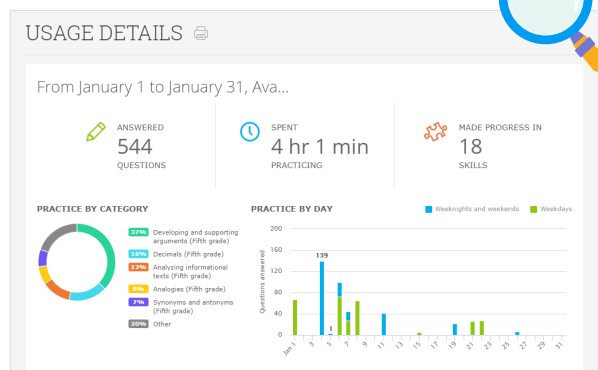 USAGE DETAILS
From January 1 to January 31, Ava...
ANSWERED
544
QUESTIONS
SPENT
4 hr 1 min
PRACTICING
MADE PROGRESS IN
18
SKILLS
PRACTICE BY CATEGORY
37% Developing and supporting
arguments (Fifth grade)
16% Decimals (Fifth grade)
12% Analyzing informational
texts (Fifth grade)
8% Analogies (Fifth grade)
7% Synonyms and antonyms
(Fifth grade)
20% Other
PRACTICE BY DAY
Weeknights and weekends
Weekdays
Questions answered
200
160
120
80
40
0
139
1
Jan 1
3
5
7
9
11
13
15
17
19
21
23
25
27
29
31